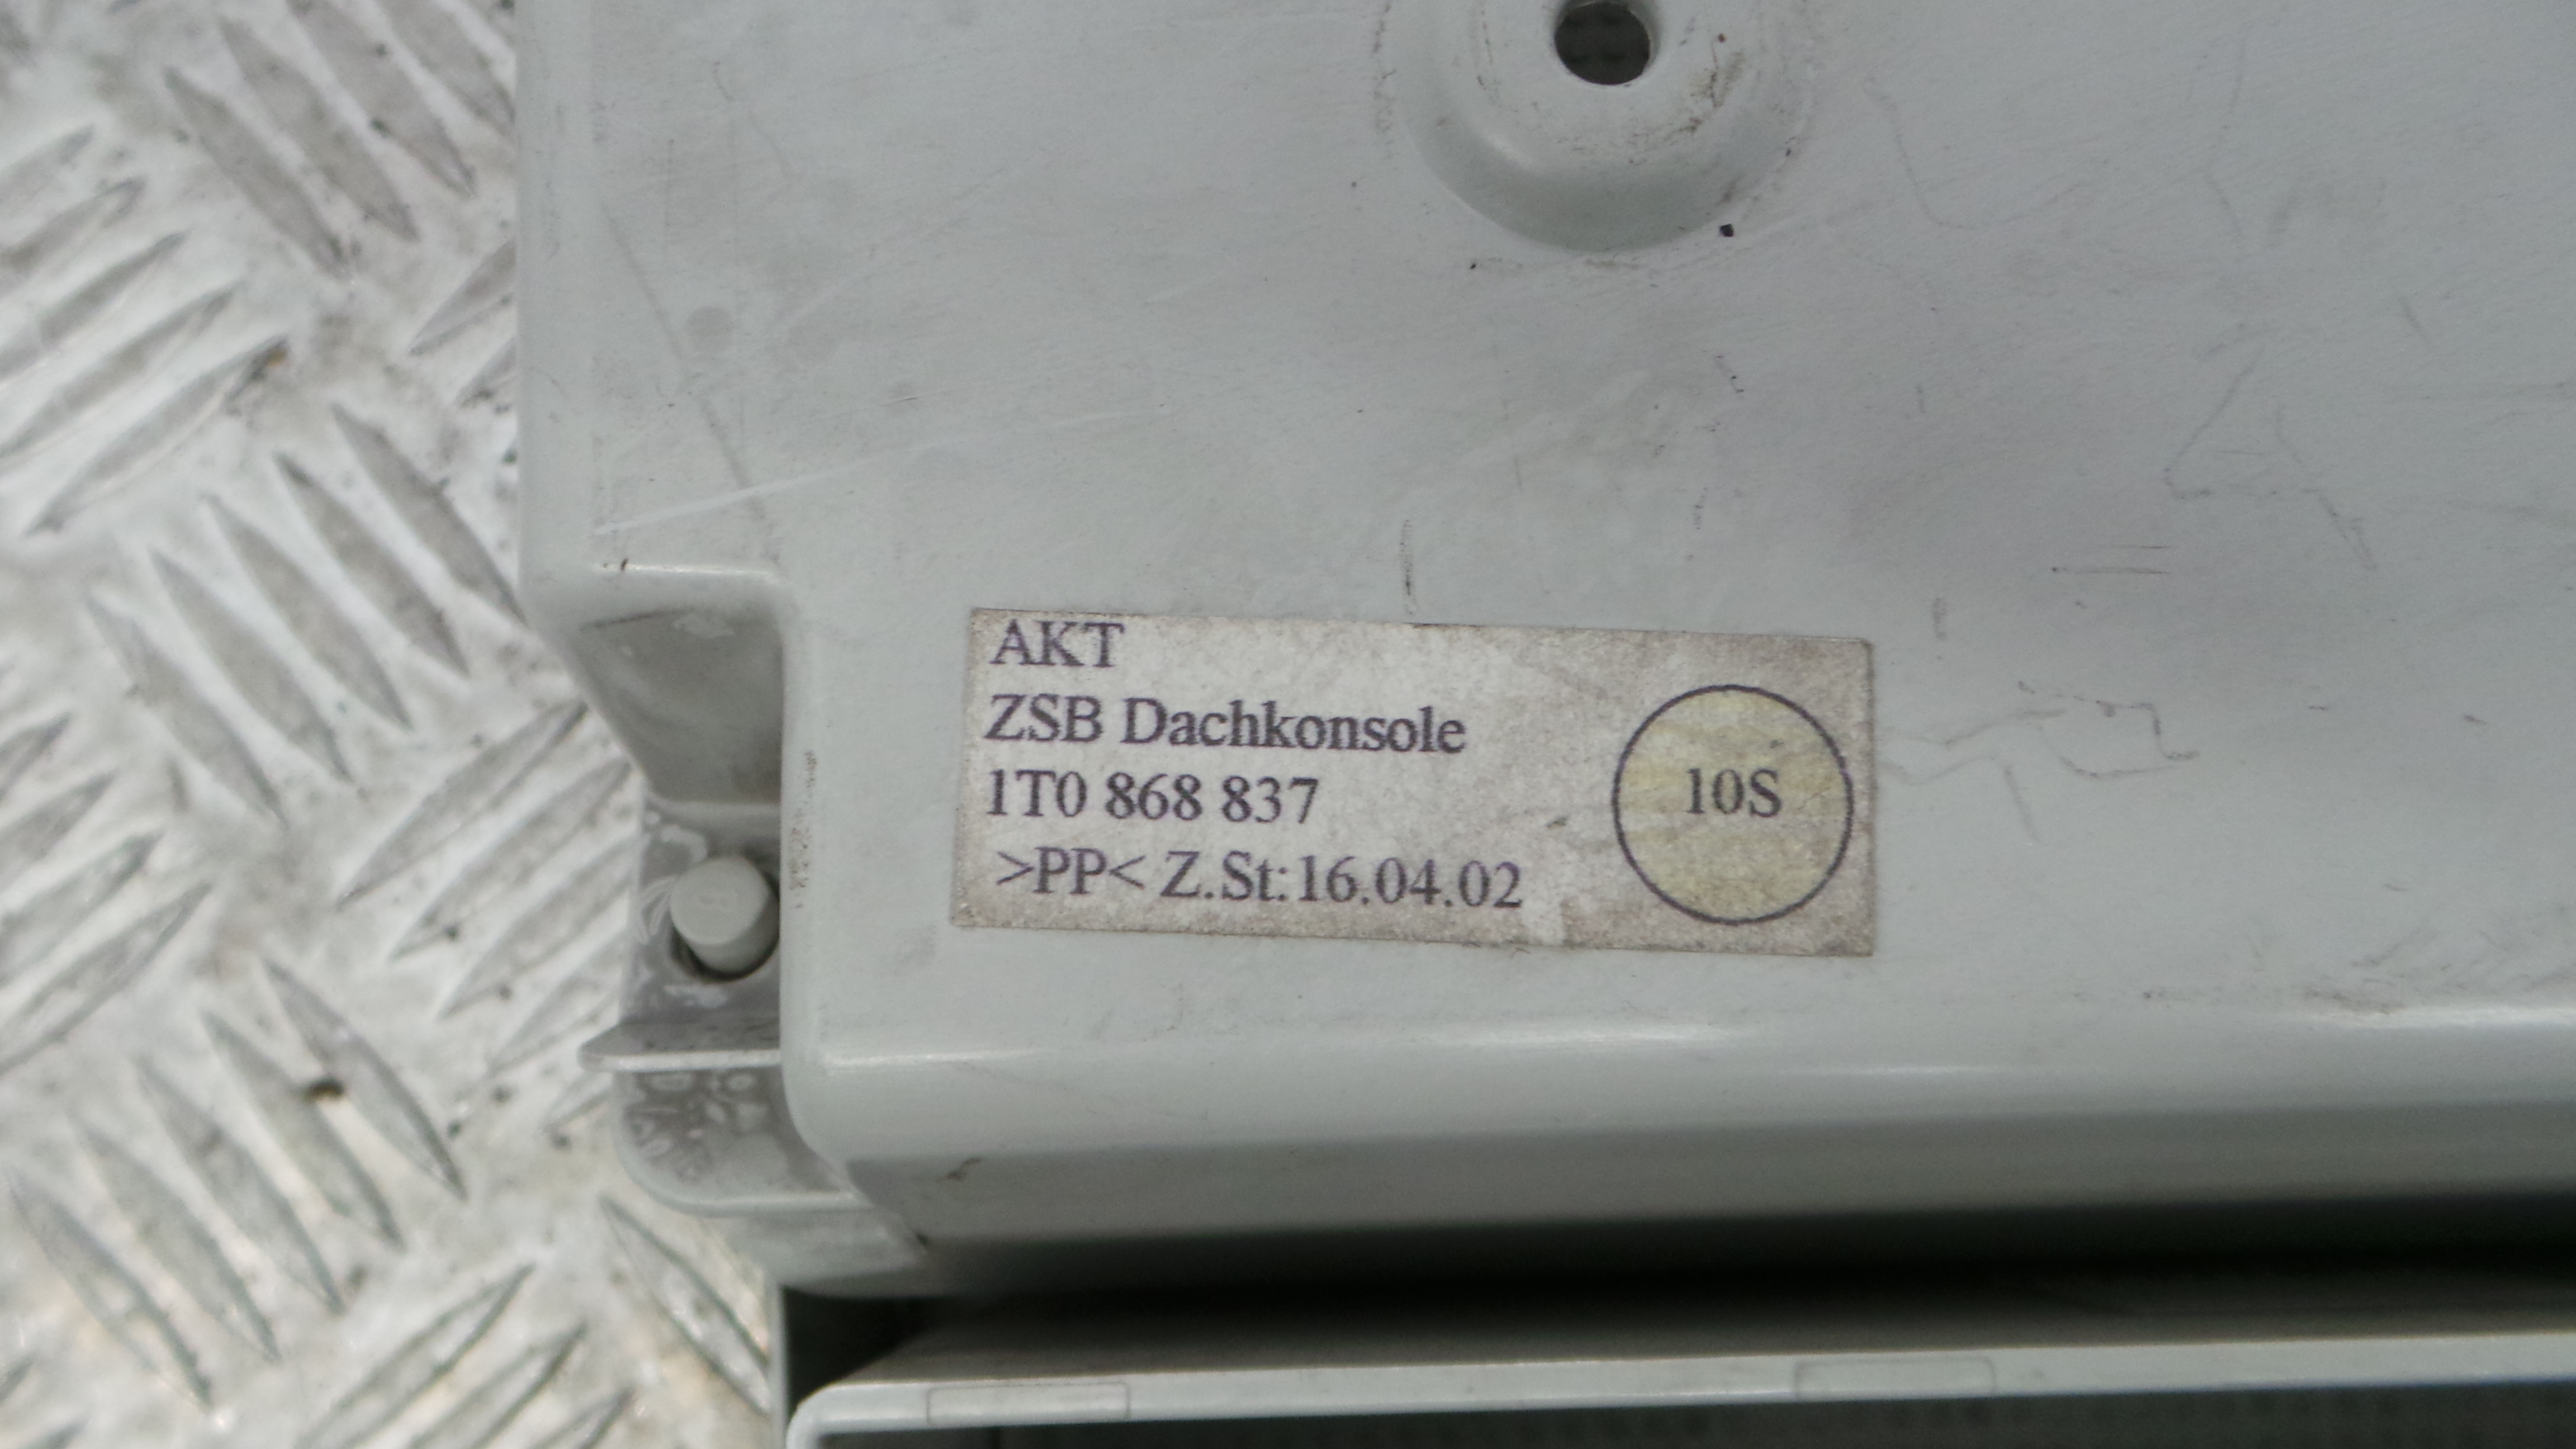 AKT
ZSB Dachkonsole
1T0 868 837
>PP< Z.St:16.04.02
10S